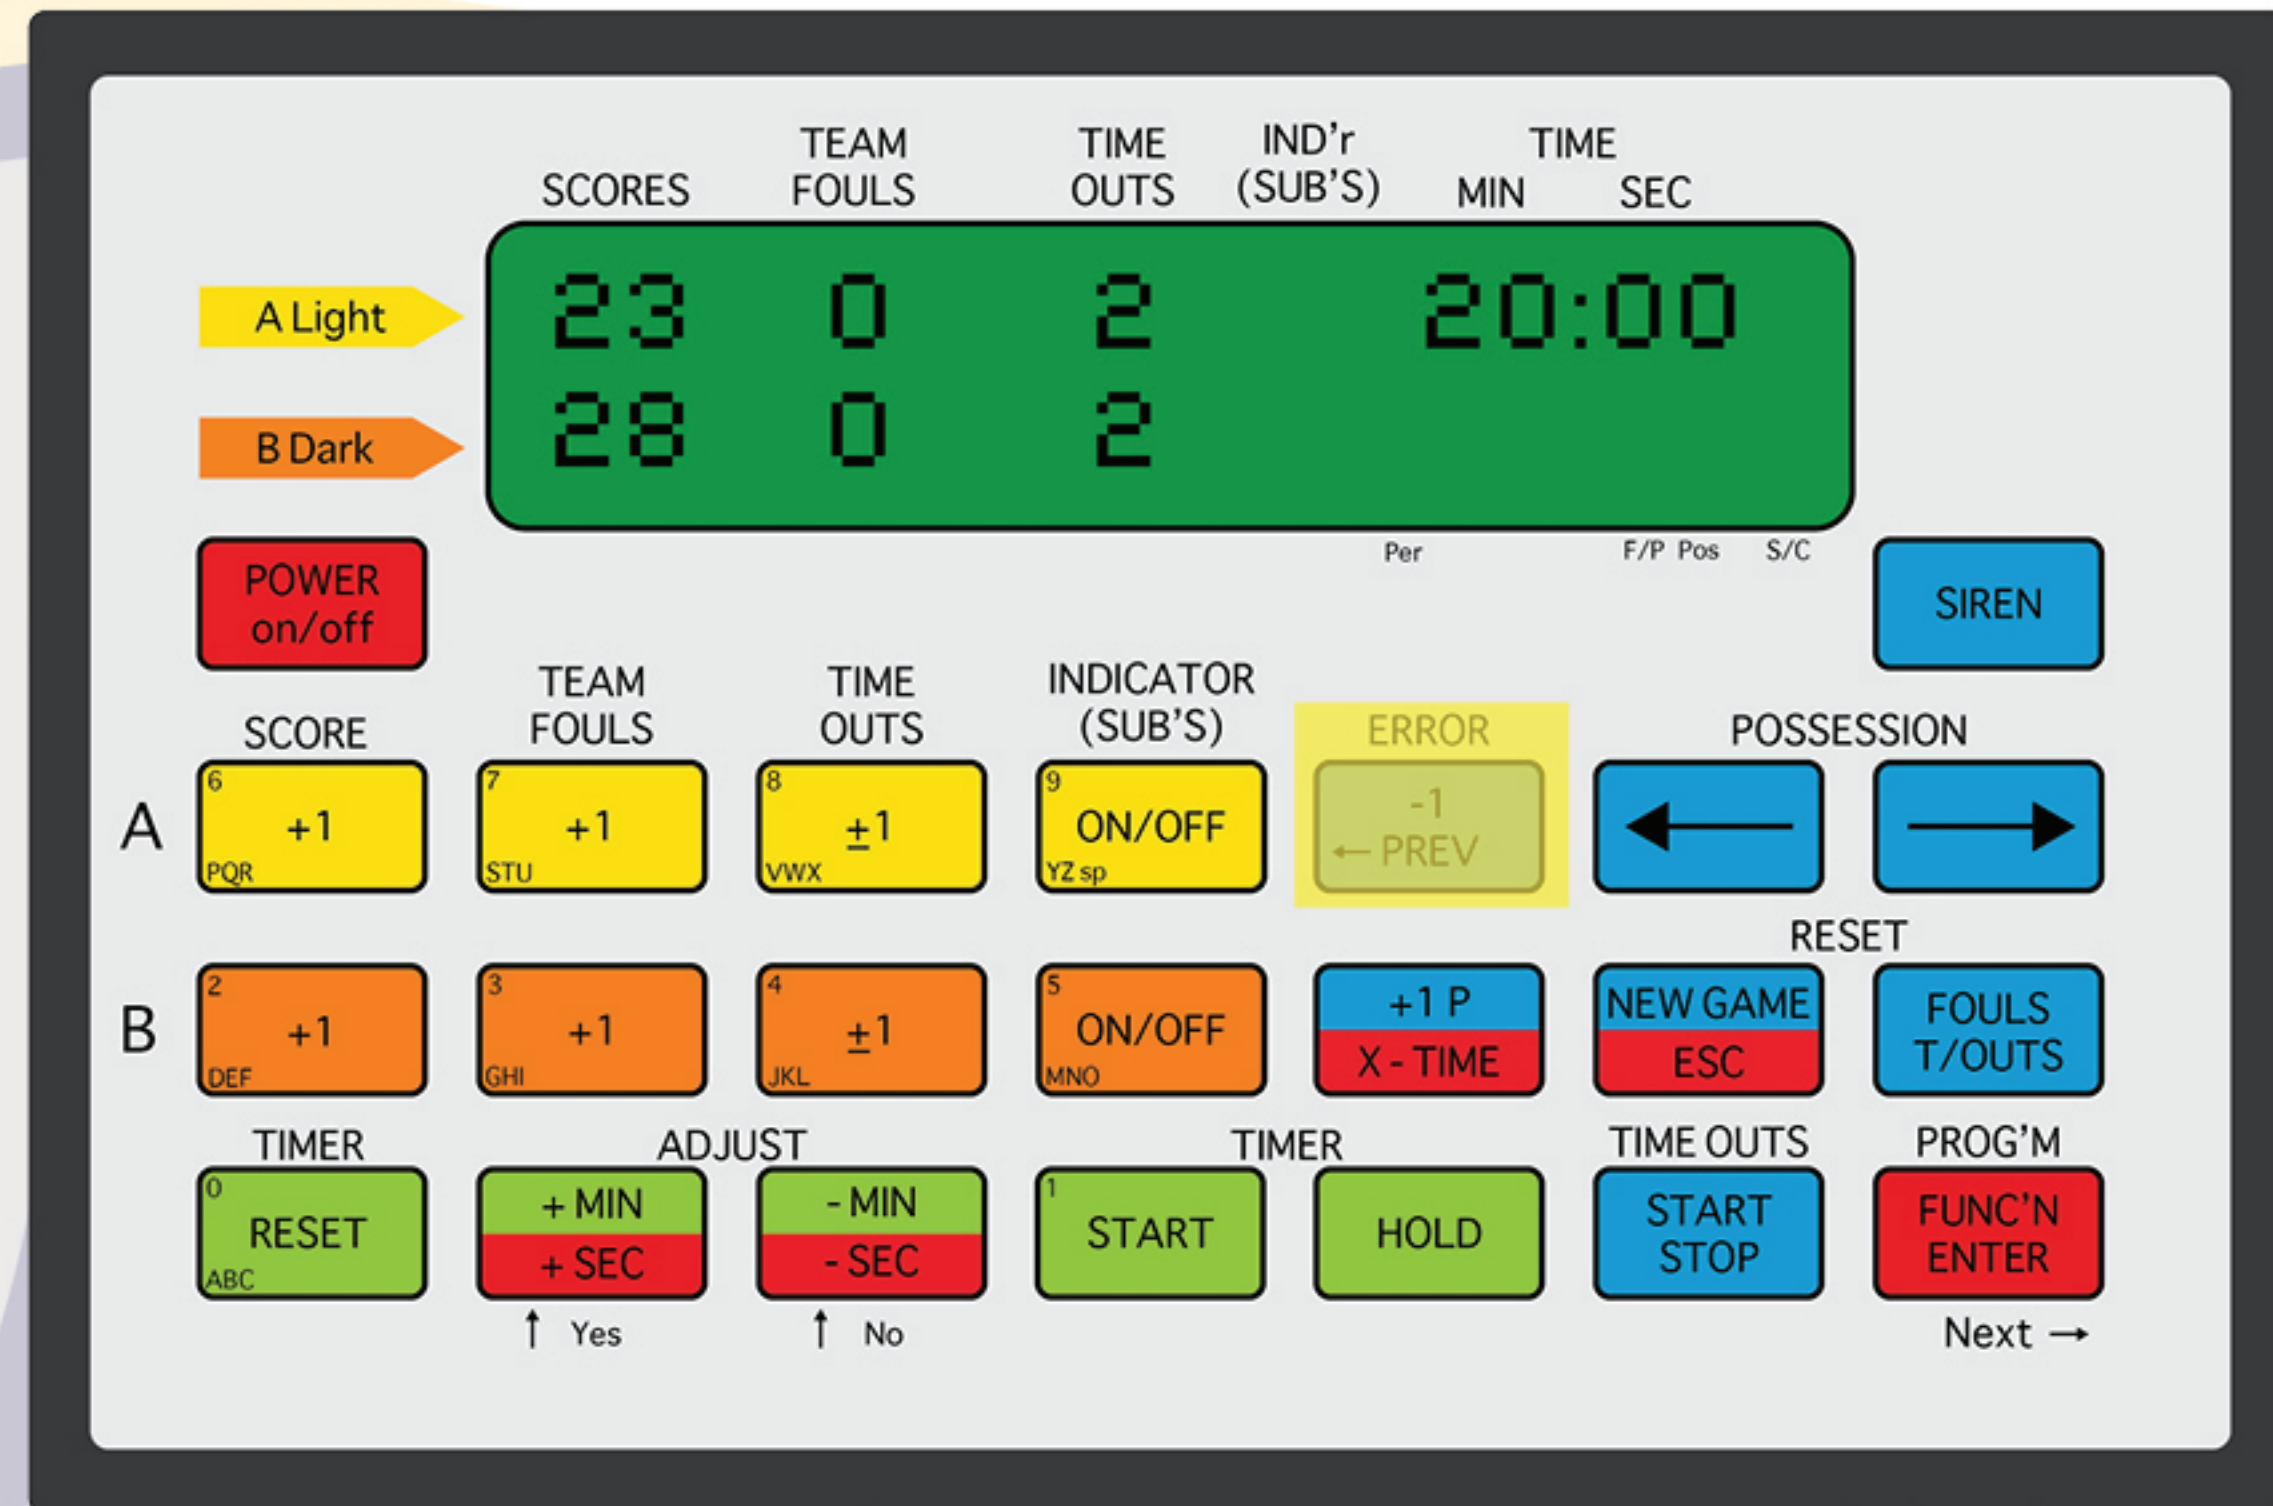 TEAM TIME IND'r TIME
SCORES FOULS OUTS (SUB'S) MIN SEC
A Light 23 0 2 20:00
B Dark 28 0 2
Per F/P Pos S/C
POWER
on/off
SIREN
TEAM TIME INDICATOR
SCORE FOULS OUTS (SUB'S) ERROR POSSESSION
6 7 8 9
A +1 +1 ±1 ON/OFF -1
← PREV ← →
PQR STU VWX YZ sp
RESET
2 3 4 5
B +1 +1 ±1 ON/OFF +1 P NEW GAME FOULS
X - TIME ESC T/OUTS
DEF GHI JKL MNO
TIMER ADJUST TIMER TIME OUTS PROG'M
0 + MIN - MIN 1 START FUNC'N
RESET + SEC - SEC START HOLD STOP ENTER
ABC
↑ Yes ↑ No Next →